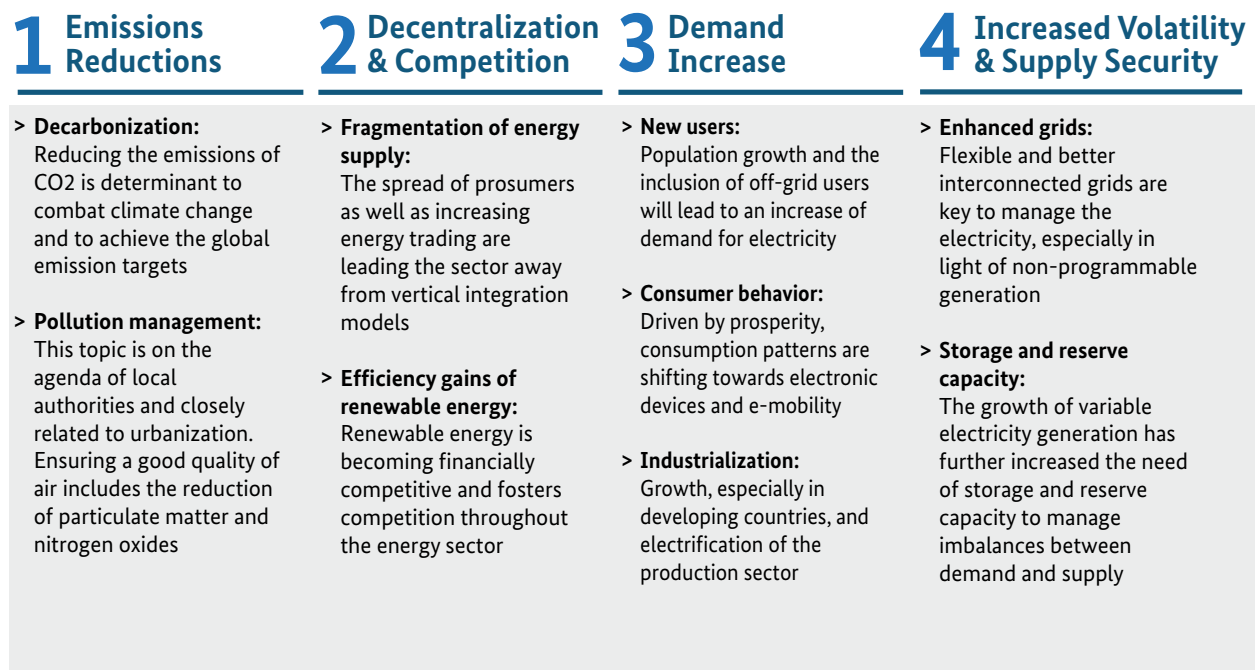 1 Emissions
Reductions
> Decarbonization:
Reducing the emissions of
CO2 is determinant to
combat climate change
and to achieve the global
emission targets
> Pollution management:
This topic is on the
agenda of local
authorities and closely
related to urbanization.
Ensuring a good quality of
air includes the reduction
of particulate matter and
nitrogen oxides
2 Decentralization
& Competition
> Fragmentation of energy
supply:
The spread of prosumers
as well as increasing
energy trading are
leading the sector away
from vertical integration
models
> Efficiency gains of
renewable energy:
Renewable energy is
becoming financially
competitive and fosters
competition throughout
the energy sector
3 Demand
Increase
> New users:
Population growth and the
inclusion of off-grid users
will lead to an increase of
demand for electricity
> Consumer behavior:
Driven by prosperity,
consumption patterns are
shifting towards electronic
devices and e-mobility
> Industrialization:
Growth, especially in
developing countries, and
electrification of the
production sector
4 Increased Volatility
& Supply Security
> Enhanced grids:
Flexible and better
interconnected grids are
key to manage the
electricity, especially in
light of non-programmable
generation
> Storage and reserve
capacity:
The growth of variable
electricity generation has
further increased the need
of storage and reserve
capacity to manage
imbalances between
demand and supply